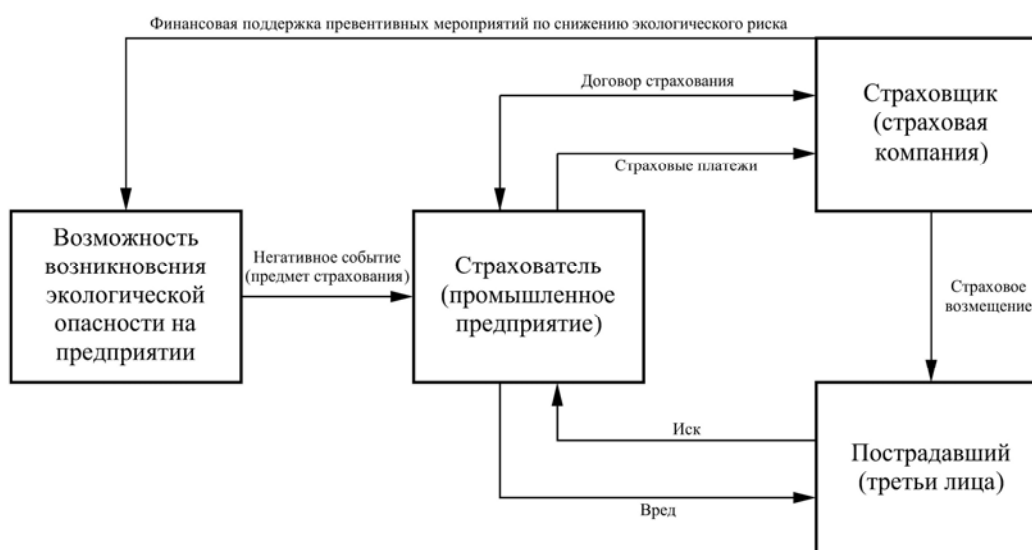 Финансовая поддержка превентивных мероприятий по снижению экологического риска
Договор страхования
Страховщик
(страховая
компания)
Страховые платежи
Возможность
возникновения
экологической
опасности на
предприятии
Негативное событие
(предмет страхования)
Страхователь
(промышленное
предприятие)
Страховое
возмещение
Иск
Пострадавший
(третьи лица)
Вред